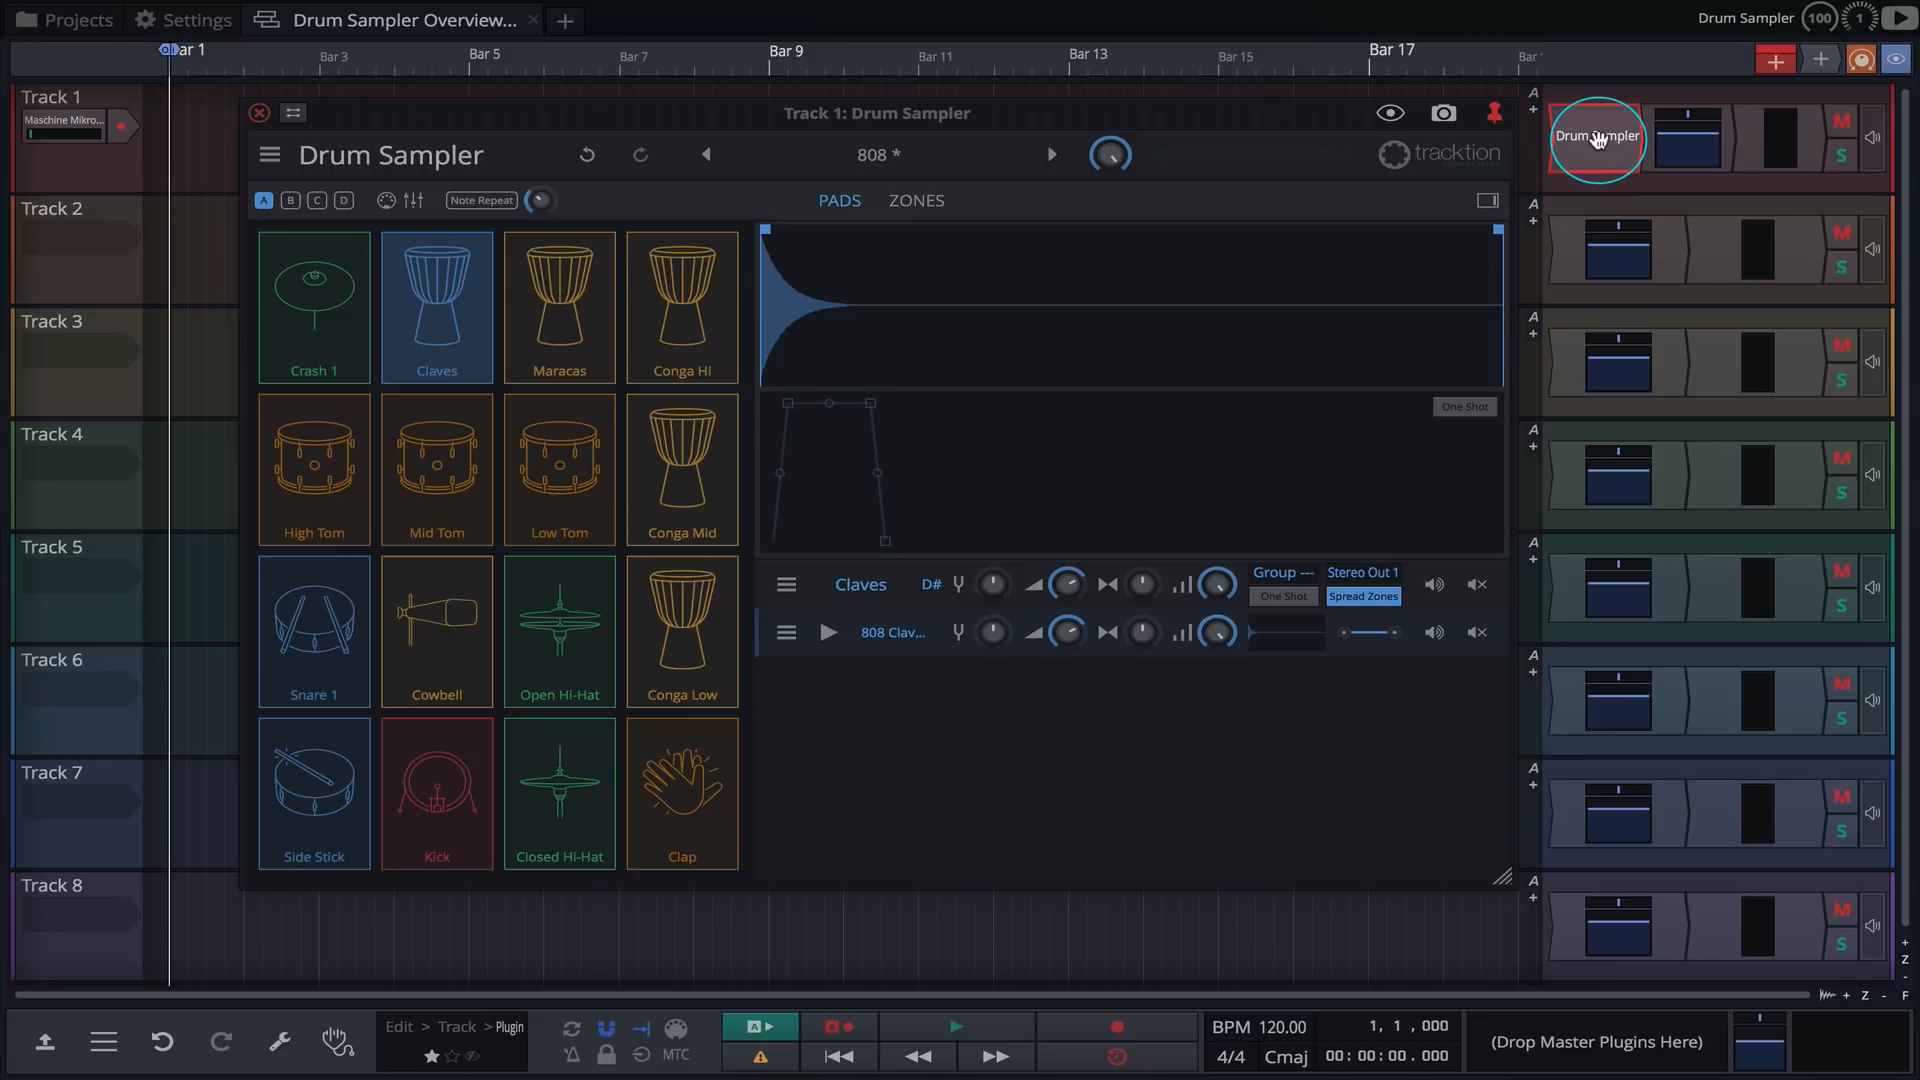 Projects
Settings
Drum Sampler Overview...
Drum Sampler
100
1
ar 1
Bar 3
Bar 5
Bar 7
Bar 9
Bar 11
Bar 13
Bar 15
Bar 17
Bar
Track 1
Maschine Mikro...
Track 1: Drum Sampler
A
Drum Sampler
M
S
Drum Sampler
808 *
tracktion
A B C D
Note Repeat
PADS
ZONES
Track 2
A
M
S
Crash 1
Claves
Maracas
Conga Hi
Track 3
A
M
S
One Shot
Track 4
A
M
S
High Tom
Mid Tom
Low Tom
Conga Mid
Track 5
A
M
S
Claves
D#
Group ---
Stereo Out 1
One Shot
Spread Zones
808 Clav...
Track 6
A
M
S
Snare 1
Cowbell
Open Hi-Hat
Conga Low
Track 7
A
M
S
Side Stick
Kick
Closed Hi-Hat
Clap
Track 8
A
M
S
Z
Z
F
Edit > Track > Plugin
MTC
A
BPM 120.00
1, 1, 000
4/4
Cmaj
00: 00: 00. 000
(Drop Master Plugins Here)